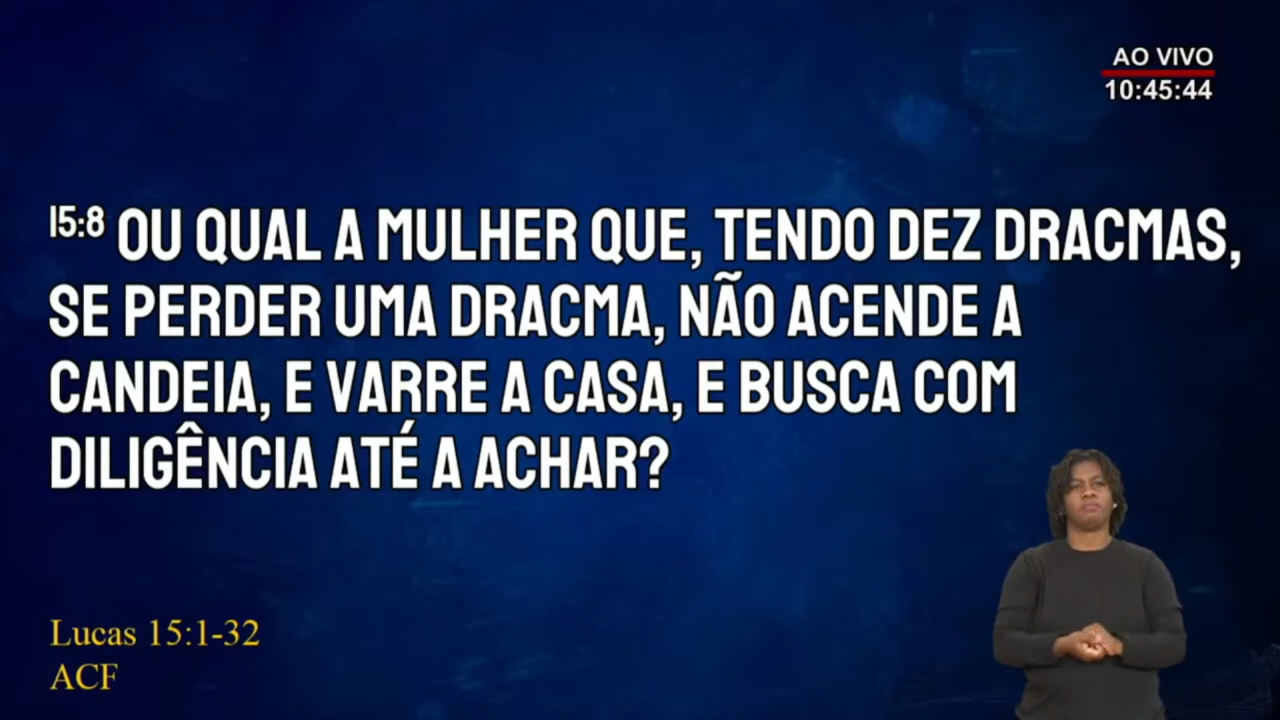 AO VIVO
10:45:44
15:8 OU QUAL A MULHER QUE, TENDO DEZ DRACMAS,
SE PERDER UMA DRACMA, NÃO ACENDE A
CANDEIA, E VARRE A CASA, E BUSCA COM
DILIGÊNCIA ATÉ A ACHAR?
Lucas 15:1-32
ACF